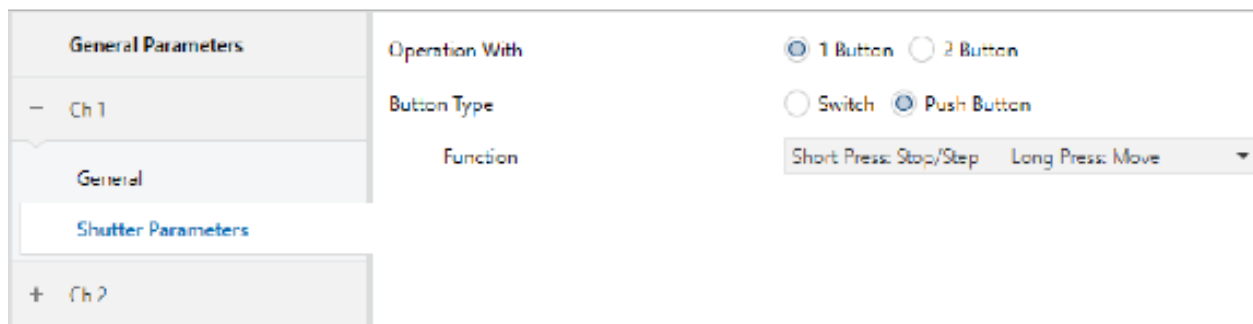 General Parameters
Operation With
1 Button
2 Button
− Ch 1
Button Type
Switch
Push Button
Function
Short Press: Stop/Step Long Press: Move
General
Shutter Parameters
+ Ch 2